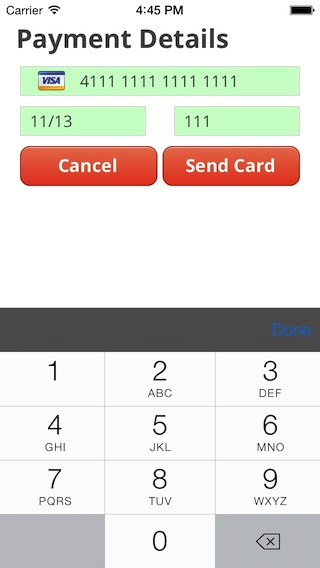 Carrier 4:45 PM
Payment Details
VISA 4111 1111 1111 1111
11/13 111
Cancel Send Card
Done
1 2 3
ABC DEF
4 5 6
GHI JKL MNO
7 8 9
PQRS TUV WXYZ
0